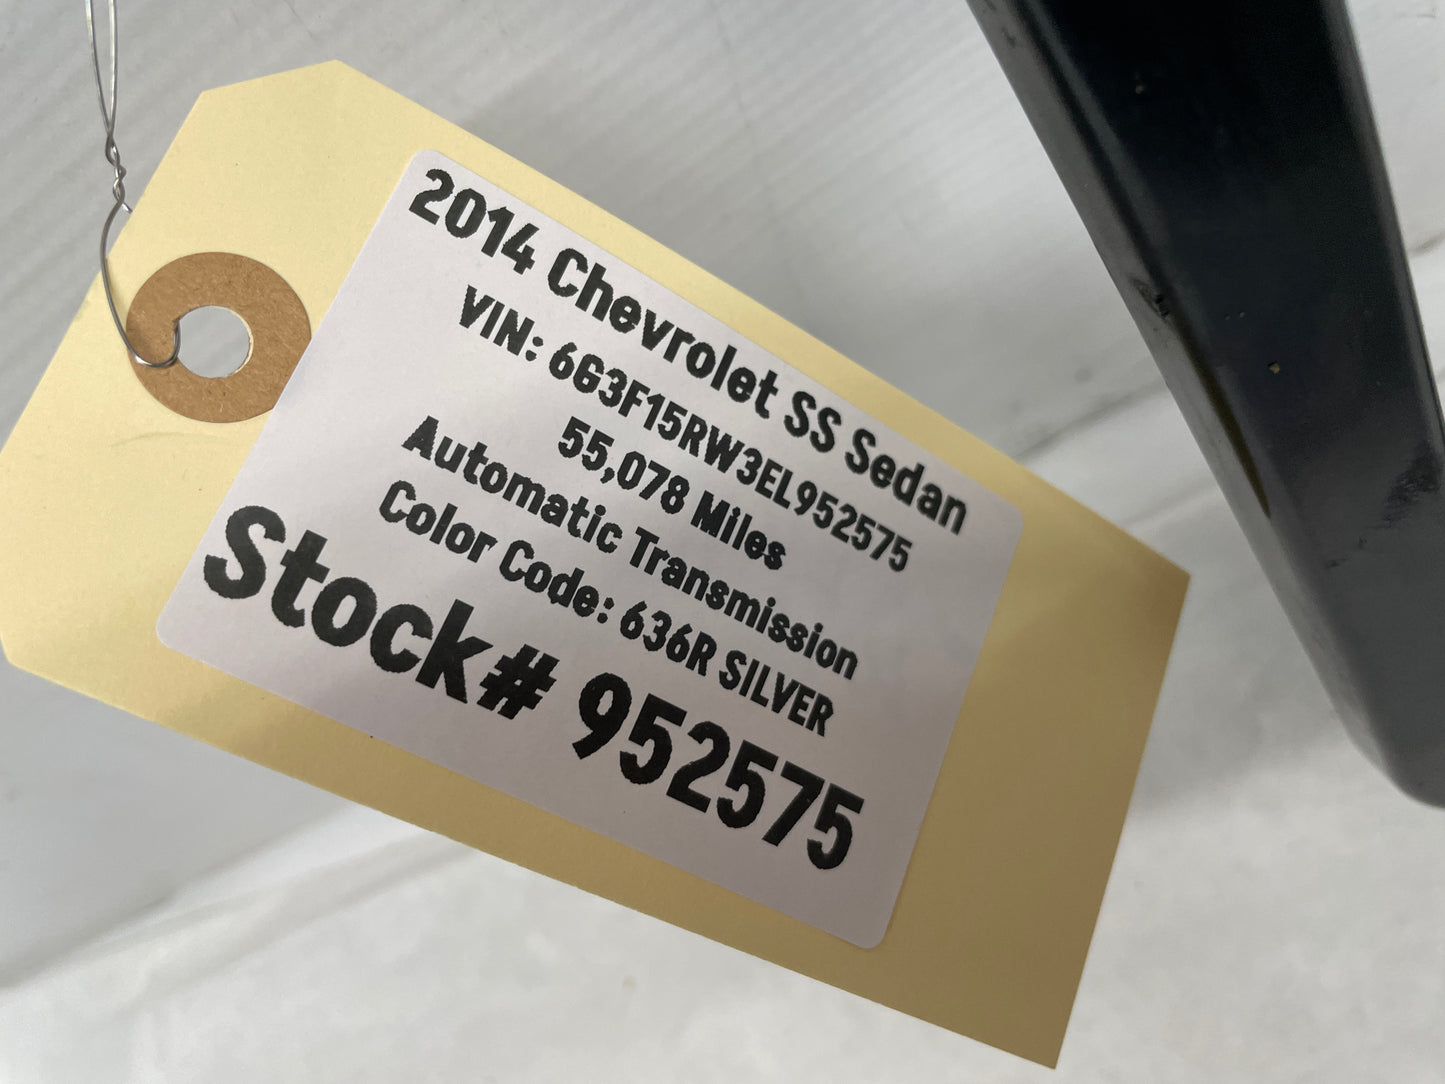 2014 Chevrolet SS Sedan
VIN: 6G3F15RW3EL952575
55,078 Miles
Automatic Transmission
Color Code: 636R SILVER
Stock# 952575